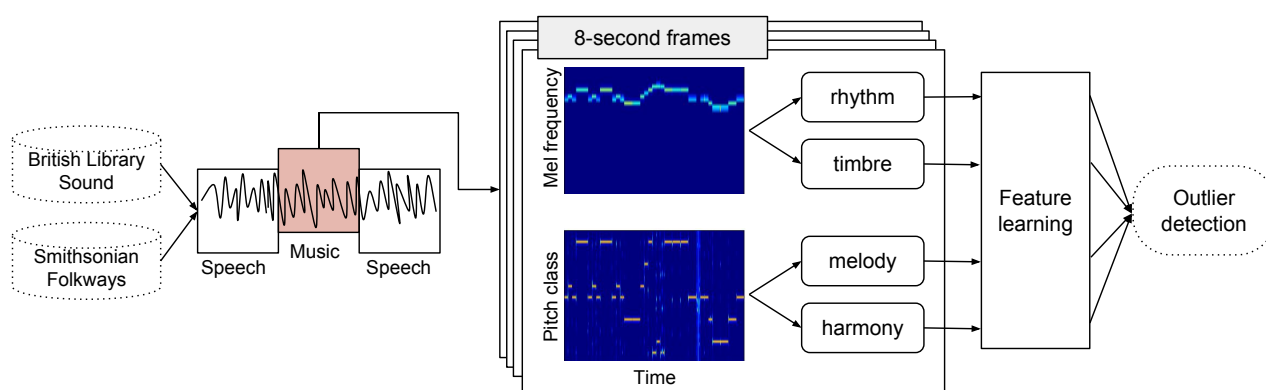 8-second frames
British Library
Sound
Smithsonian
Folkways
Speech
Music
Speech
Mel frequency
Pitch class
Time
rhythm
timbre
melody
harmony
Feature
learning
Outlier
detection